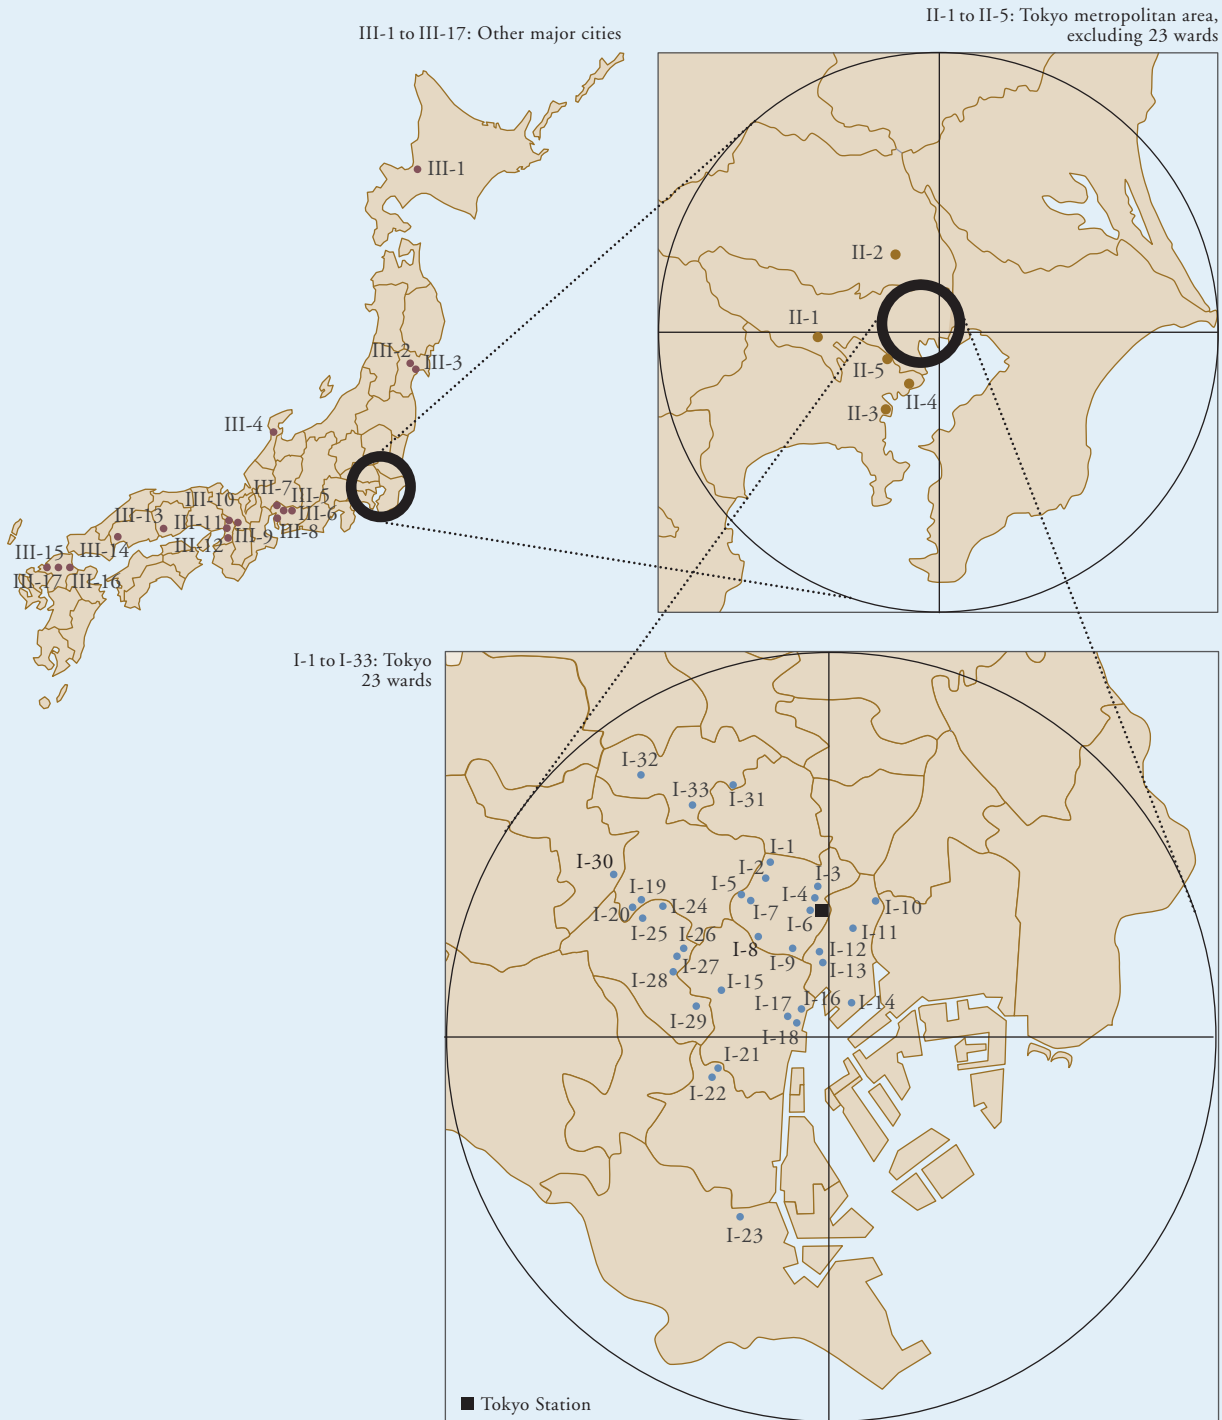 III-1 to III-17: Other major cities
II-1 to II-5: Tokyo metropolitan area,
excluding 23 wards
III-1
III-2
III-3
III-4
III-7
III-5
III-10
III-6
III-13
III-11
III-9
III-8
III-12
III-15
III-14
III-17
III-16
II-2
II-1
II-5
II-4
II-3
I-1 to I-33: Tokyo
23 wards
I-32
I-33
I-31
I-1
I-30
I-2
I-3
I-19
I-5
I-4
I-20
I-24
I-7
I-10
I-6
I-25
I-26
I-11
I-8
I-9
I-12
I-27
I-13
I-28
I-15
I-17
I-16
I-14
I-29
I-18
I-21
I-22
I-23
Tokyo Station